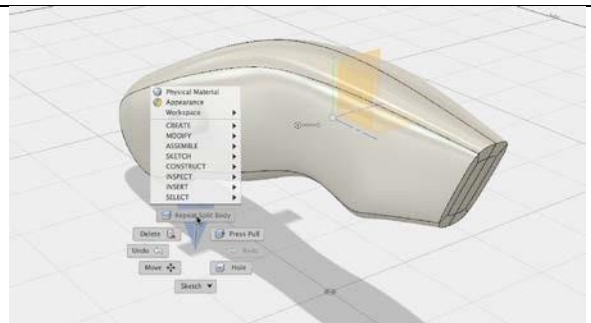 Physical Material
Appearance
Workspace
CREATE
MODIFY
ASSEMBLE
SKETCH
CONSTRUCT
INSPECT
INSERT
SELECT
Repeat Split Body
Delete
Press Pull
Undo
Redo
Move
Hole
Sketch